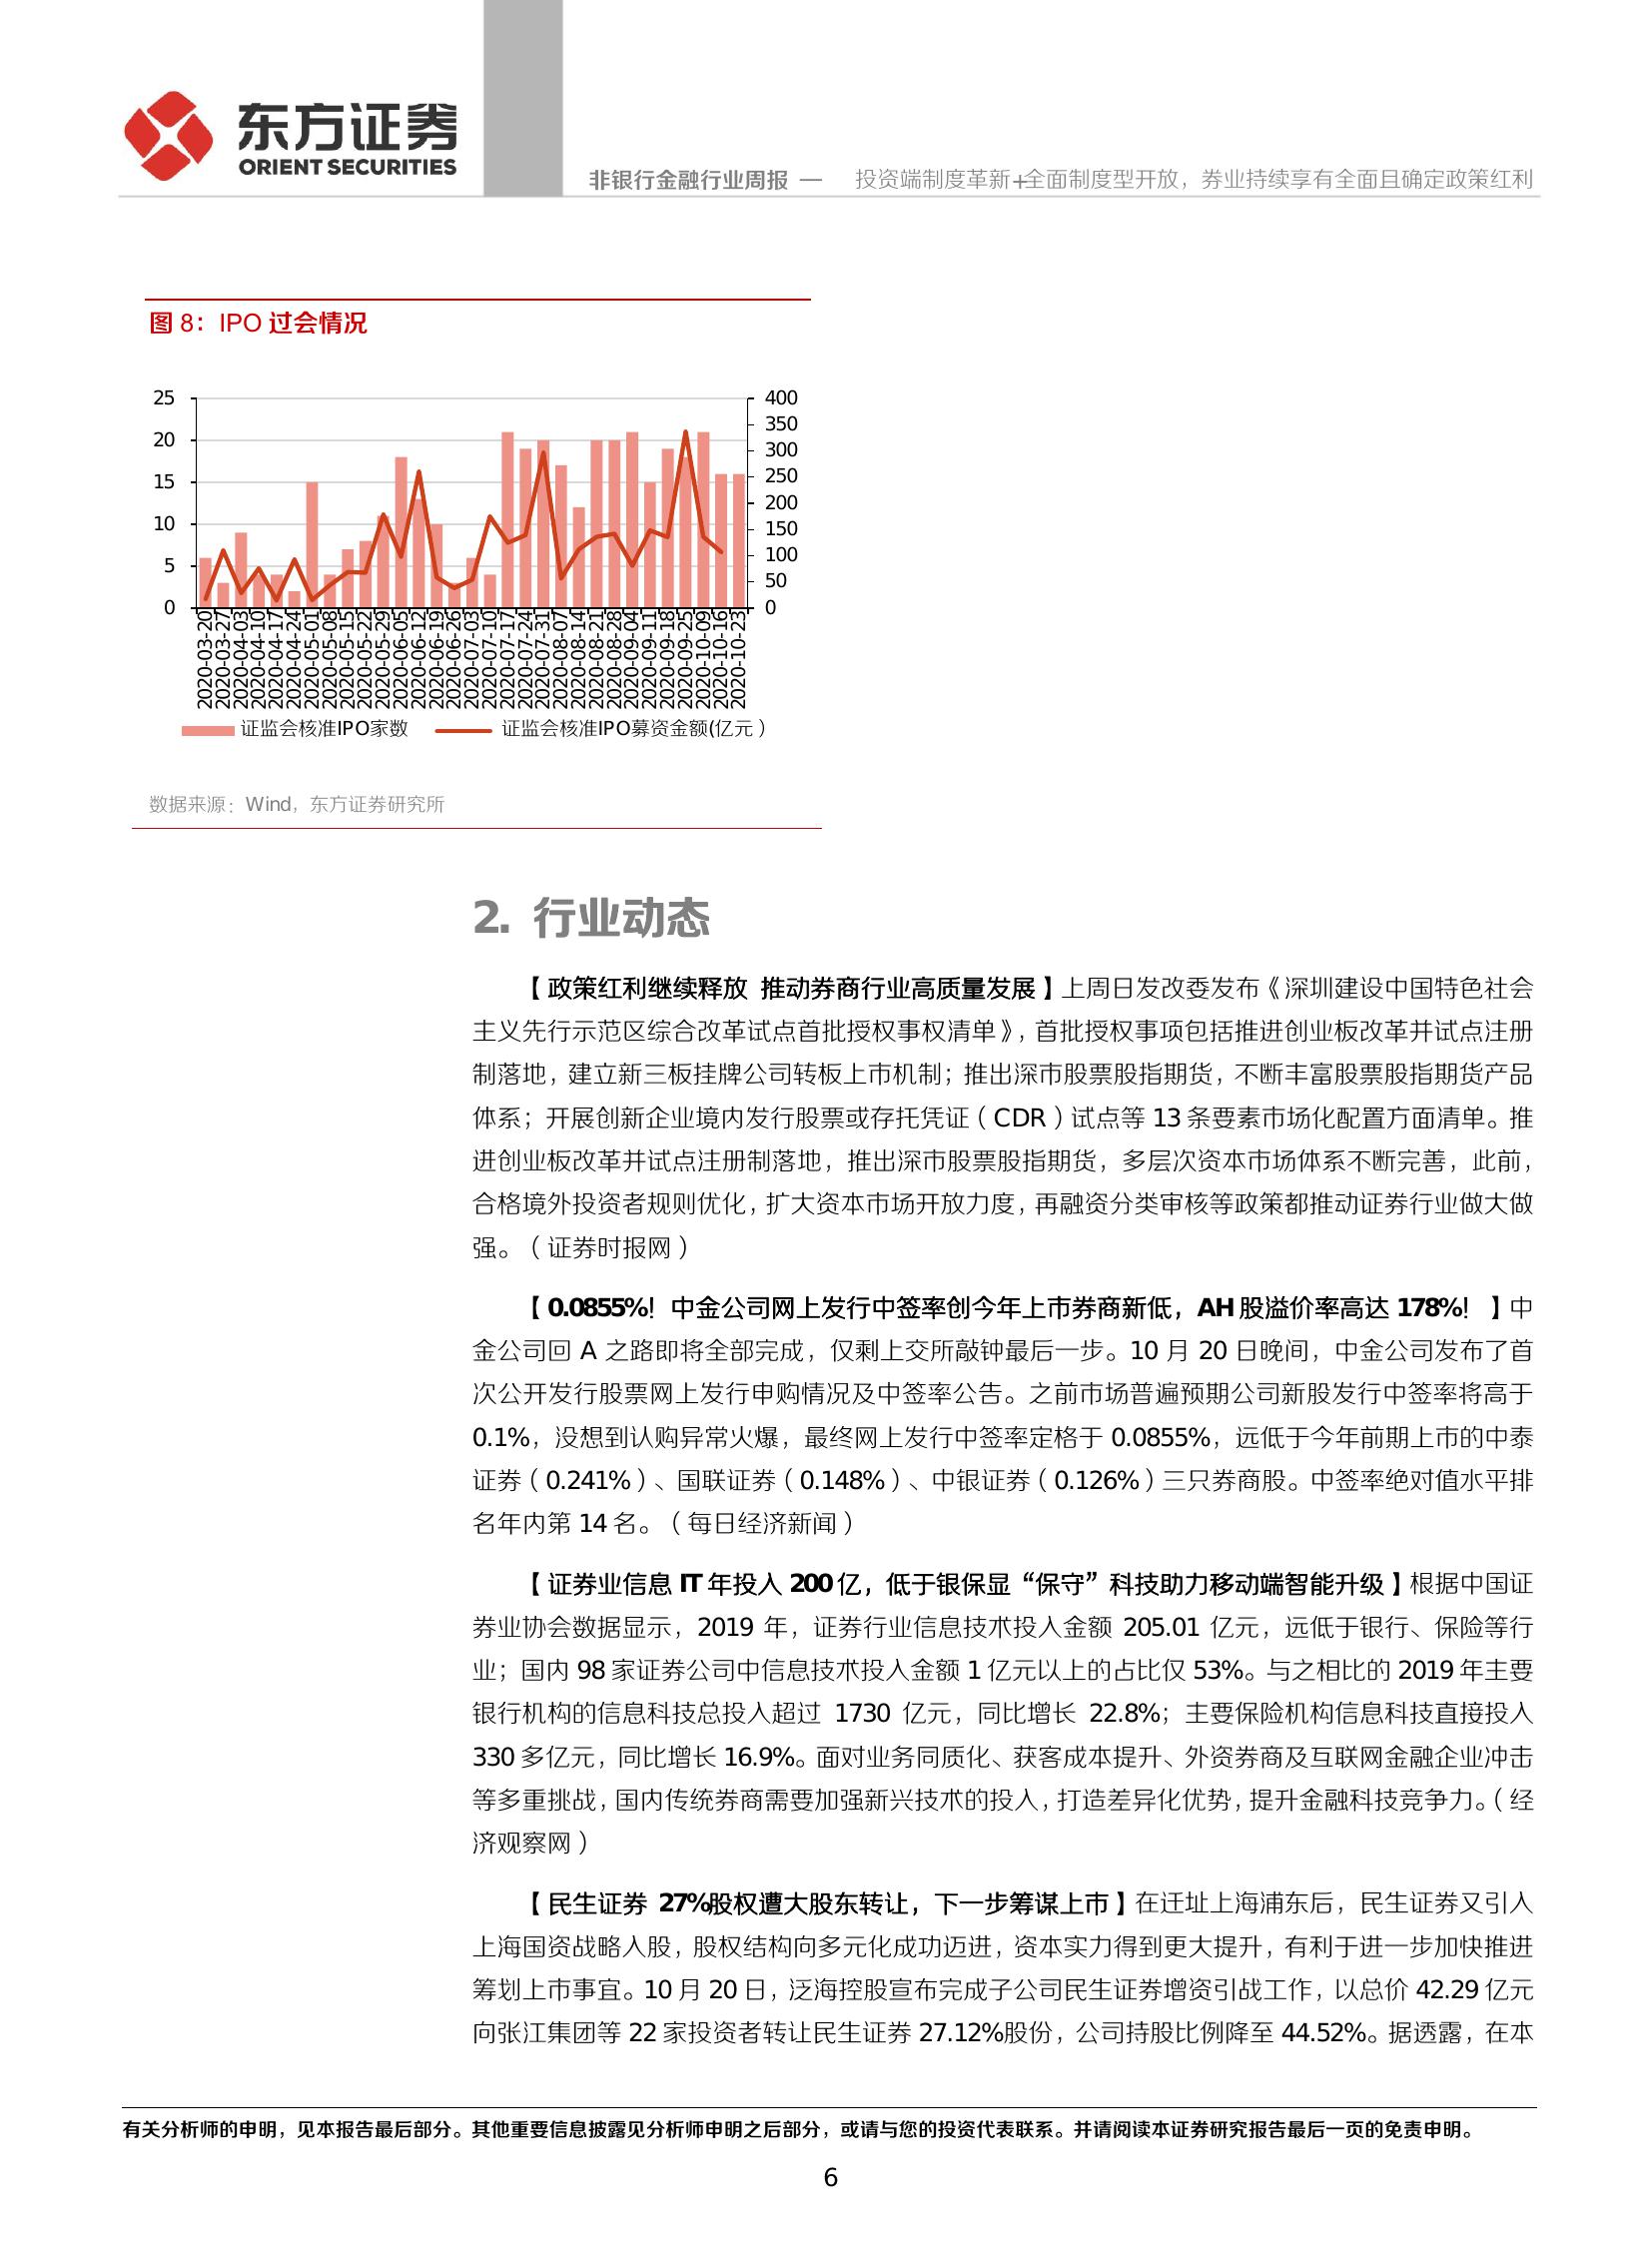 东方证券
ORIENT SECURITIES
非银行金融行业周报 — 投资端制度革新+全面制度型开放，券业持续享有全面且确定政策红利
图 8：IPO 过会情况
25
20
15
10
5
0
400
350
300
250
200
150
100
50
0
2020-03-20
2020-03-27
2020-04-03
2020-04-10
2020-04-17
2020-04-24
2020-05-01
2020-05-08
2020-05-15
2020-05-22
2020-05-29
2020-06-05
2020-06-12
2020-06-19
2020-06-26
2020-07-03
2020-07-10
2020-07-17
2020-07-24
2020-07-31
2020-08-07
2020-08-14
2020-08-21
2020-08-28
2020-09-04
2020-09-11
2020-09-18
2020-09-25
2020-10-09
2020-10-16
2020-10-23
证监会核准IPO家数 证监会核准IPO募资金额(亿元）
数据来源：Wind，东方证券研究所
2. 行业动态
【政策红利继续释放 推动券商行业高质量发展】上周日发改委发布《深圳建设中国特色社会
主义先行示范区综合改革试点首批授权事权清单》，首批授权事项包括推进创业板改革并试点注册
制落地，建立新三板挂牌公司转板上市机制；推出深市股票股指期货，不断丰富股票股指期货产品
体系；开展创新企业境内发行股票或存托凭证（CDR）试点等 13 条要素市场化配置方面清单。推
进创业板改革并试点注册制落地，推出深市股票股指期货，多层次资本市场体系不断完善，此前，
合格境外投资者规则优化，扩大资本市场开放力度，再融资分类审核等政策都推动证券行业做大做
强。（证券时报网）
【0.0855%！中金公司网上发行中签率创今年上市券商新低，AH 股溢价率高达 178%！】中
金公司回 A 之路即将全部完成，仅剩上交所敲钟最后一步。10 月 20 日晚间，中金公司发布了首
次公开发行股票网上发行申购情况及中签率公告。之前市场普遍预期公司新股发行中签率将高于
0.1%，没想到认购异常火爆，最终网上发行中签率定格于 0.0855%，远低于今年前期上市的中泰
证券（0.241%）、国联证券（0.148%）、中银证券（0.126%）三只券商股。中签率绝对值水平排
名年内第 14 名。（每日经济新闻）
【证券业信息 IT 年投入 200 亿，低于银保显“保守”科技助力移动端智能升级】根据中国证
券业协会数据显示，2019 年，证券行业信息技术投入金额 205.01 亿元，远低于银行、保险等行
业；国内 98 家证券公司中信息技术投入金额 1 亿元以上的占比仅 53%。与之相比的 2019 年主要
银行机构的信息科技总投入超过 1730 亿元，同比增长 22.8%；主要保险机构信息科技直接投入
330 多亿元，同比增长 16.9%。面对业务同质化、获客成本提升、外资券商及互联网金融企业冲击
等多重挑战，国内传统券商需要加强新兴技术的投入，打造差异化优势，提升金融科技竞争力。（经
济观察网）
【民生证券 27%股权遭大股东转让，下一步筹谋上市】在迁址上海浦东后，民生证券又引入
上海国资战略入股，股权结构向多元化成功迈进，资本实力得到更大提升，有利于进一步加快推进
筹划上市事宜。10 月 20 日，泛海控股宣布完成子公司民生证券增资引战工作，以总价 42.29 亿元
向张江集团等 22 家投资者转让民生证券 27.12%股份，公司持股比例降至 44.52%。据透露，在本
有关分析师的申明，见本报告最后部分。其他重要信息披露见分析师申明之后部分，或请与您的投资代表联系。并请阅读本证券研究报告最后一页的免责申明。
6